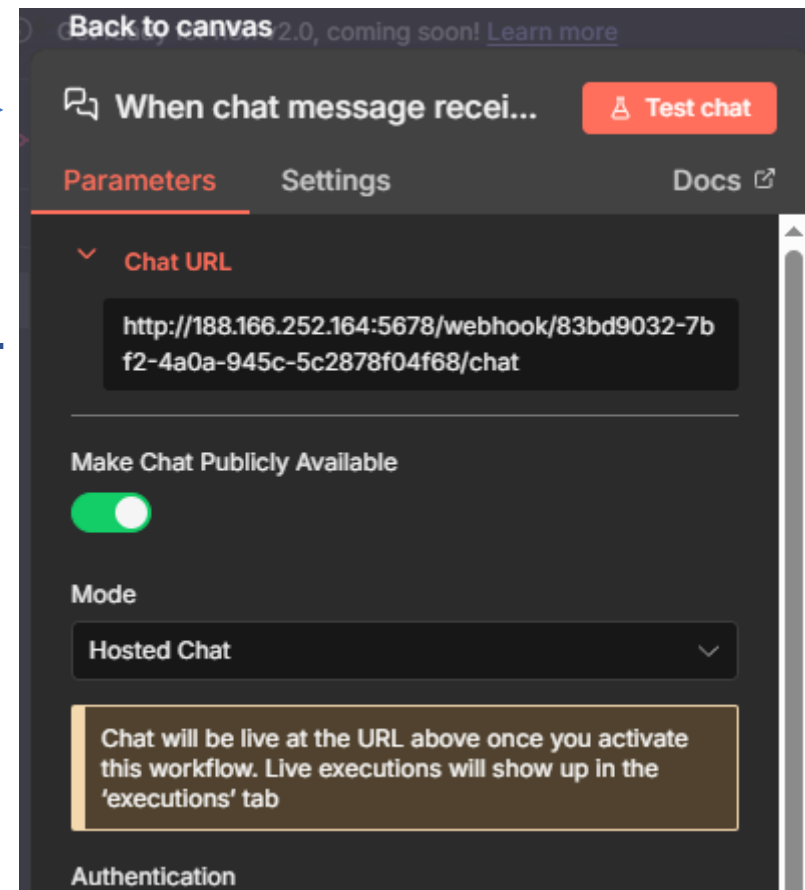 Back to canvas v2.0, coming soon! Learn more
When chat message recei...
Test chat
Parameters Settings Docs
Chat URL
http://188.166.252.164:5678/webhook/83bd9032-7b
f2-4a0a-945c-5c2878f04f68/chat
Make Chat Publicly Available
Mode
Hosted Chat
Chat will be live at the URL above once you activate
this workflow. Live executions will show up in the
‘executions’ tab
Authentication